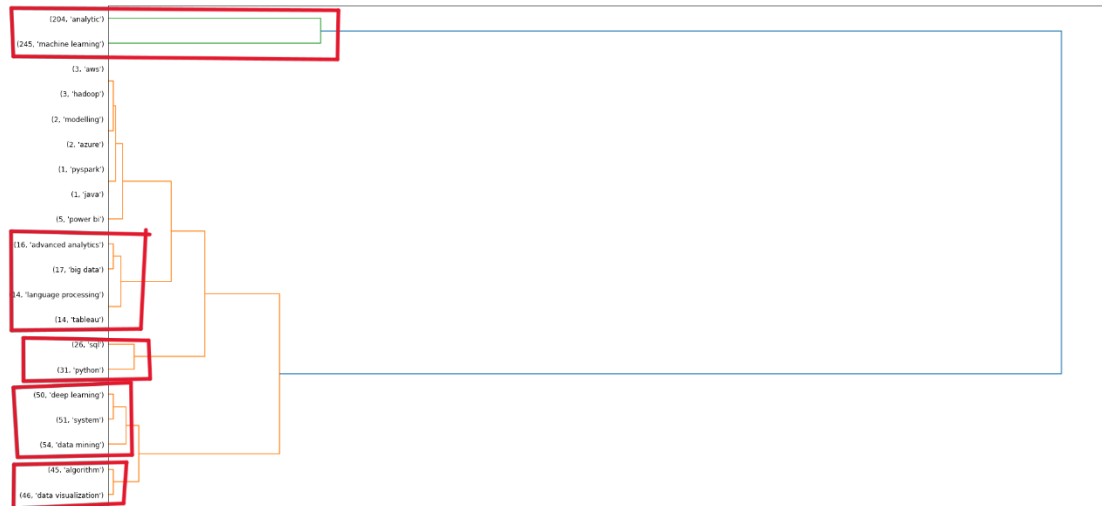 (204, 'analytic')
(245, 'machine learning')
(3, 'aws')
(3, 'hadoop')
(2, 'modelling')
(2, 'azure')
(1, 'pyspark')
(1, 'java')
(5, 'power bi')
(16, 'advanced analytics')
(17, 'big data')
14, 'language processing')
(14, 'tableau')
(26, 'sql')
(31, 'python')
(50, 'deep learning')
(51, 'system')
(54, 'data mining')
(45, 'algorithm')
(46, 'data visualization')